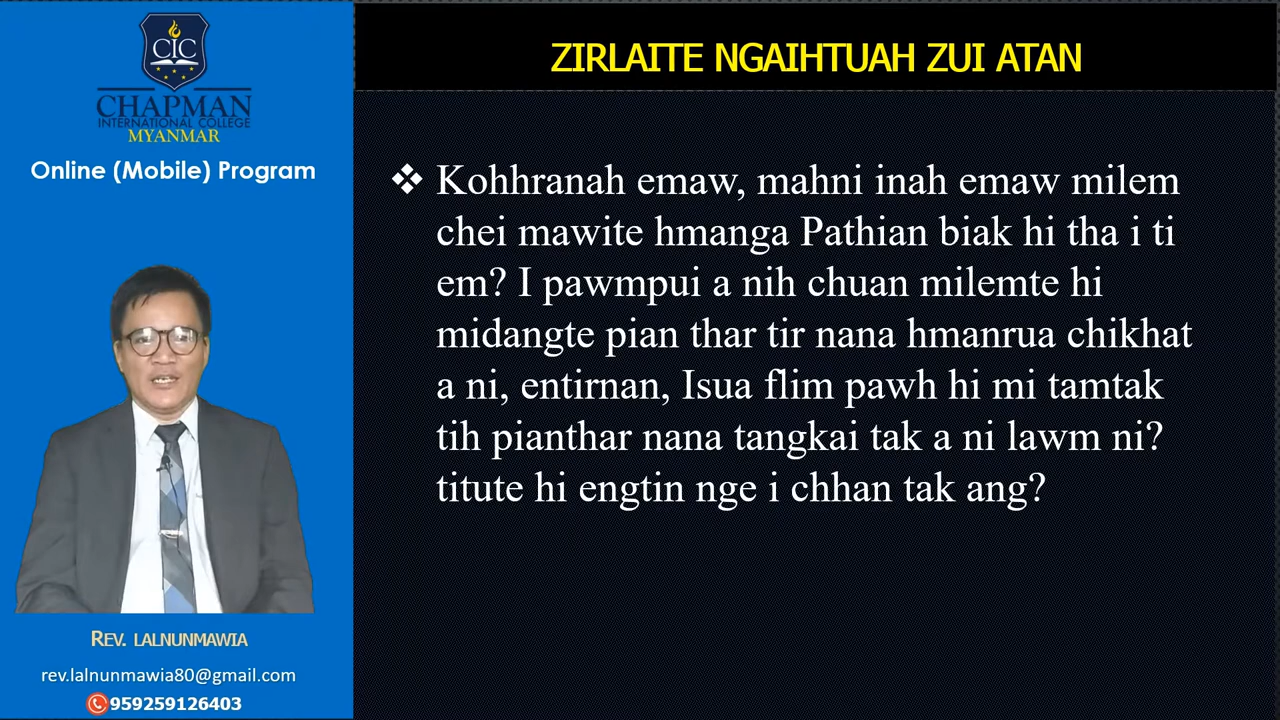 CIC
CHAPMAN
INTERNATIONAL COLLEGE
MYANMAR
Online (Mobile) Program
REV. LALNUNMAWIA
rev.lalnunmawia80@gmail.com
959259126403
ZIRLAITE NGAIHTUAH ZUI ATAN
❖ Kohhranah emaw, mahni inah emaw milem
chei mawite hmanga Pathian biak hi tha i ti
em? I pawmpui a nih chuan milemte hi
midangte pian thar tir nana hmanrua chikhat
a ni, entirnan, Isua flim pawh hi mi tamtak
tih pianthar nana tangkai tak a ni lawm ni?
titute hi engtin nge i chhan tak ang?